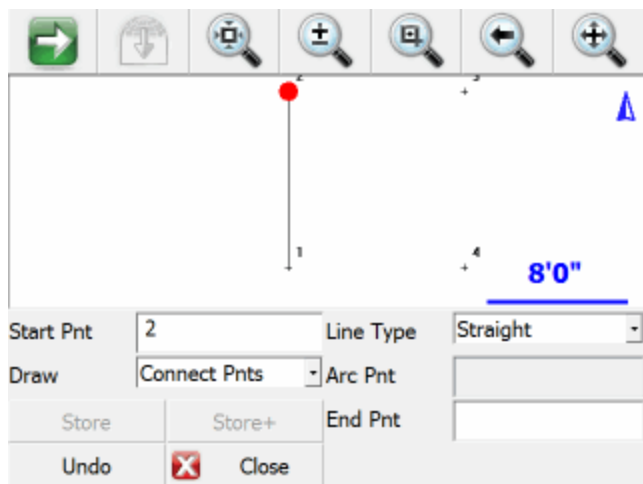 2 3
1 4
8'0"
Start Pnt 2 Line Type Straight
Draw Connect Pnts Arc Pnt
Store Store+ End Pnt
Undo Close